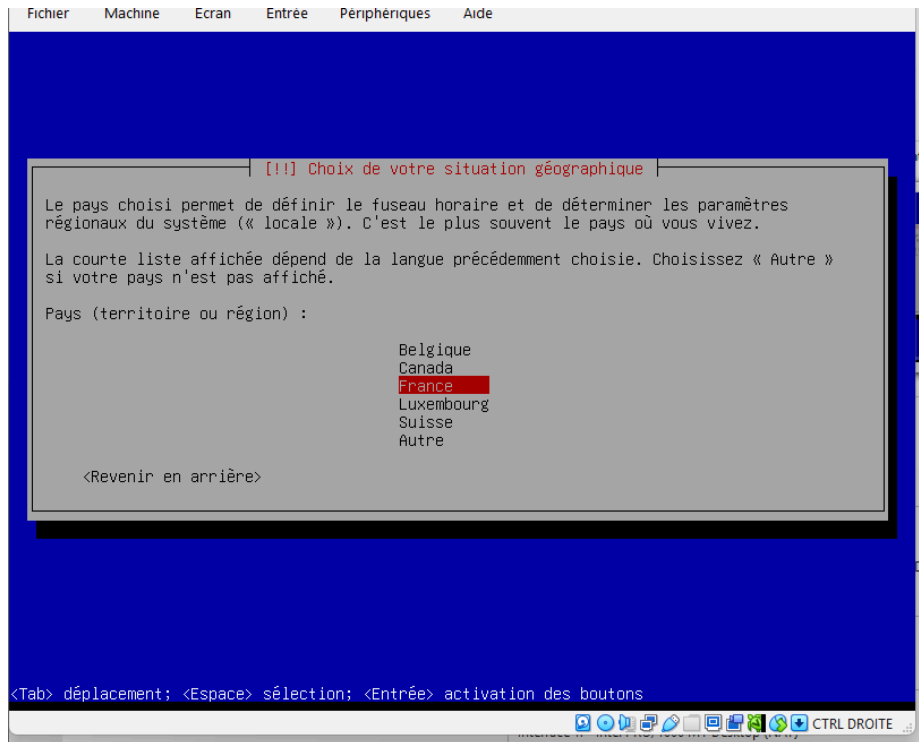 Fichier Machine Ecran Entrée Périphériques Aide
[!!] Choix de votre situation géographique
Le pays choisi permet de définir le fuseau horaire et de déterminer les paramètres
régionaux du système (« locale »). C'est le plus souvent le pays où vous vivez.
La courte liste affichée dépend de la langue précédemment choisie. Choisissez « Autre »
si votre pays n'est pas affiché.
Pays (territoire ou région) :
Belgique
Canada
France
Luxembourg
Suisse
Autre
<Revenir en arrière>
<Tab> déplacement; <Espace> sélection; <Entrée> activation des boutons
CTRL DROITE